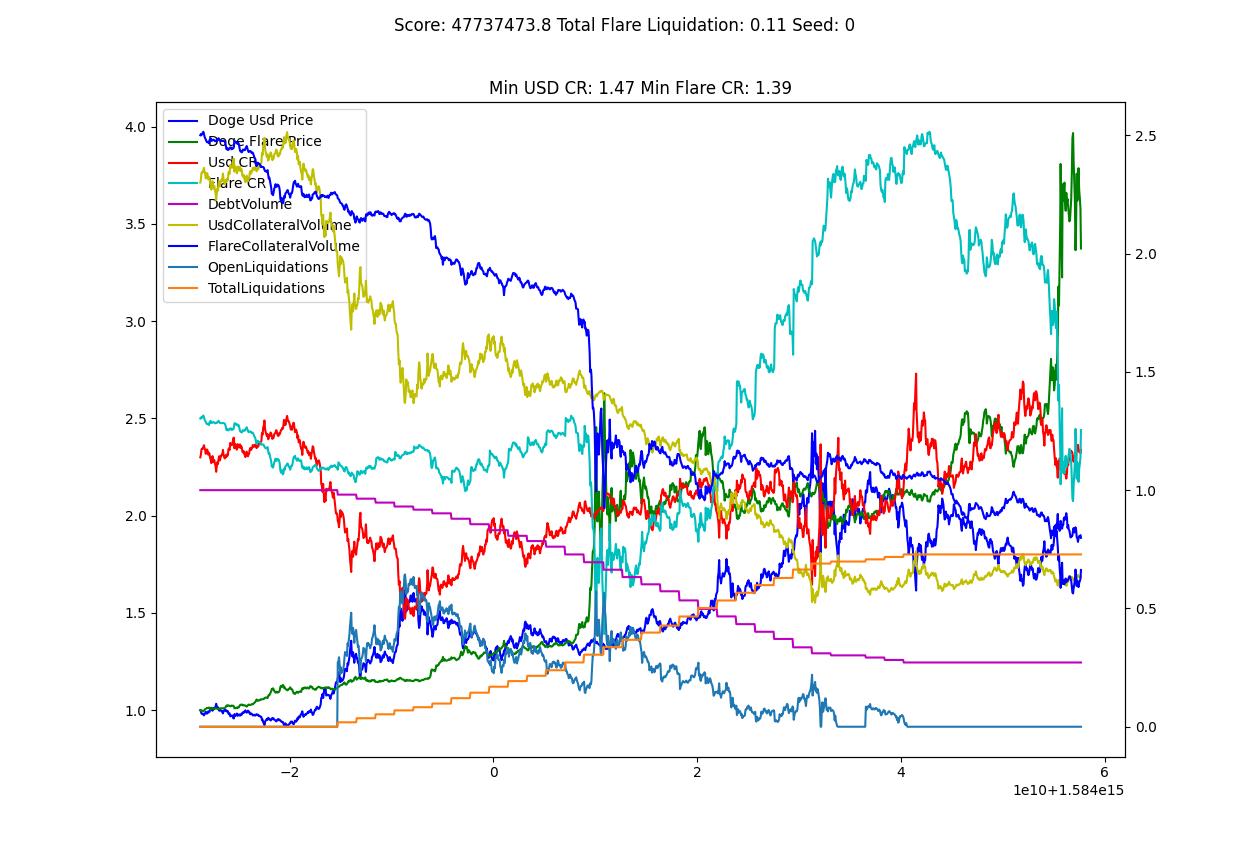 Score: 47737473.8 Total Flare Liquidation: 0.11 Seed: 0
Min USD CR: 1.47 Min Flare CR: 1.39
Doge Usd Price
Doge Flare Price
Usd CR
Flare CR
DebtVolume
UsdCollateralVolume
FlareCollateralVolume
OpenLiquidations
TotalLiquidations
4.0
3.5
3.0
2.5
2.0
1.5
1.0
2.5
2.0
1.5
1.0
0.5
0.0
−2
0
2
4
6
1e10+1.584e15